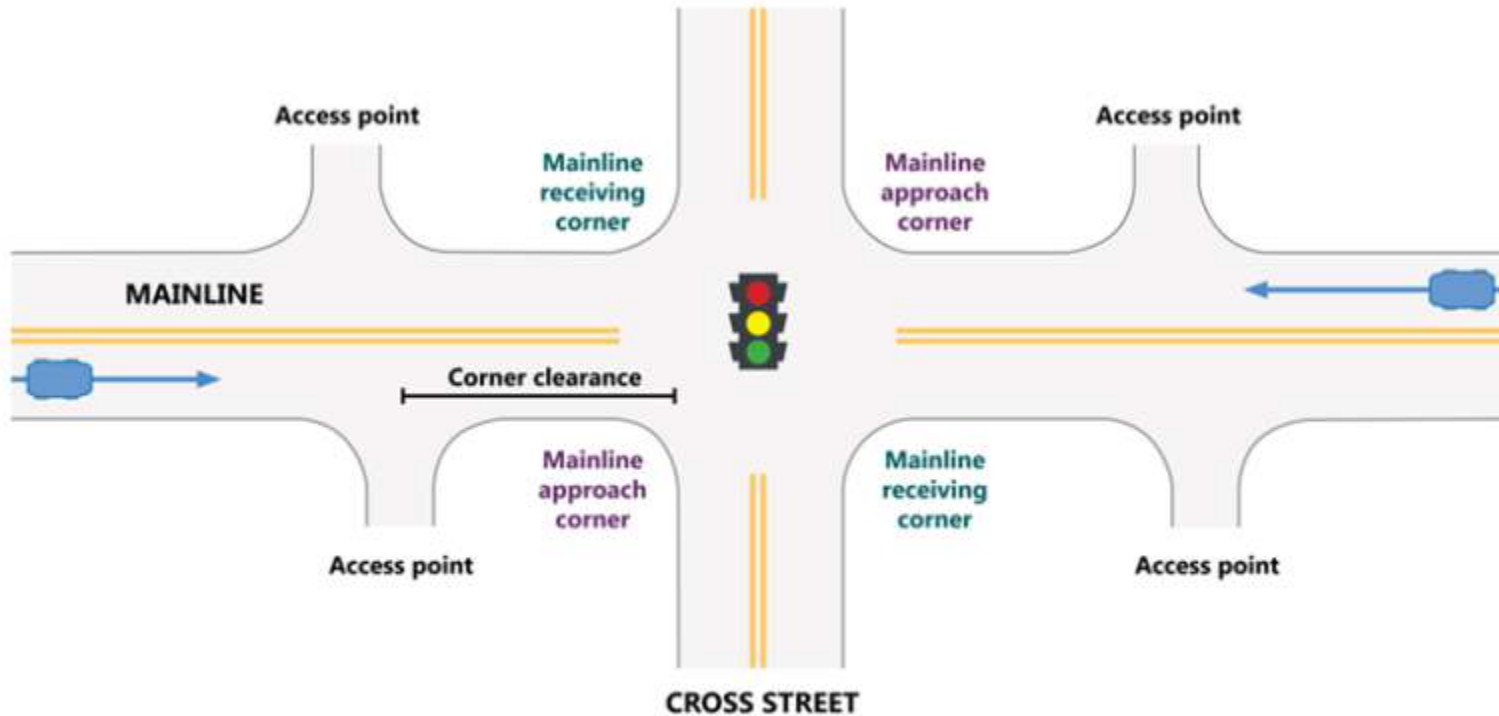 Access point
Access point
Mainline
receiving
corner
Mainline
approach
corner
MAINLINE
Corner clearance
Mainline
approach
corner
Mainline
receiving
corner
Access point
Access point
CROSS STREET